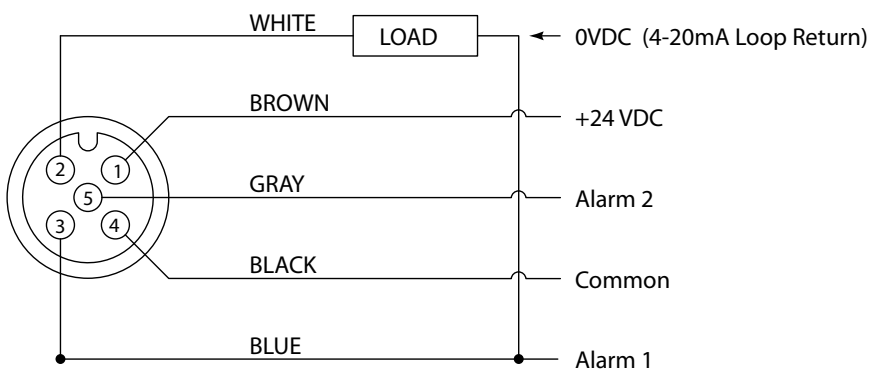 WHITE
LOAD
0VDC (4-20mA Loop Return)
BROWN
+24 VDC
2
1
GRAY
5
Alarm 2
3
4
BLACK
Common
BLUE
Alarm 1